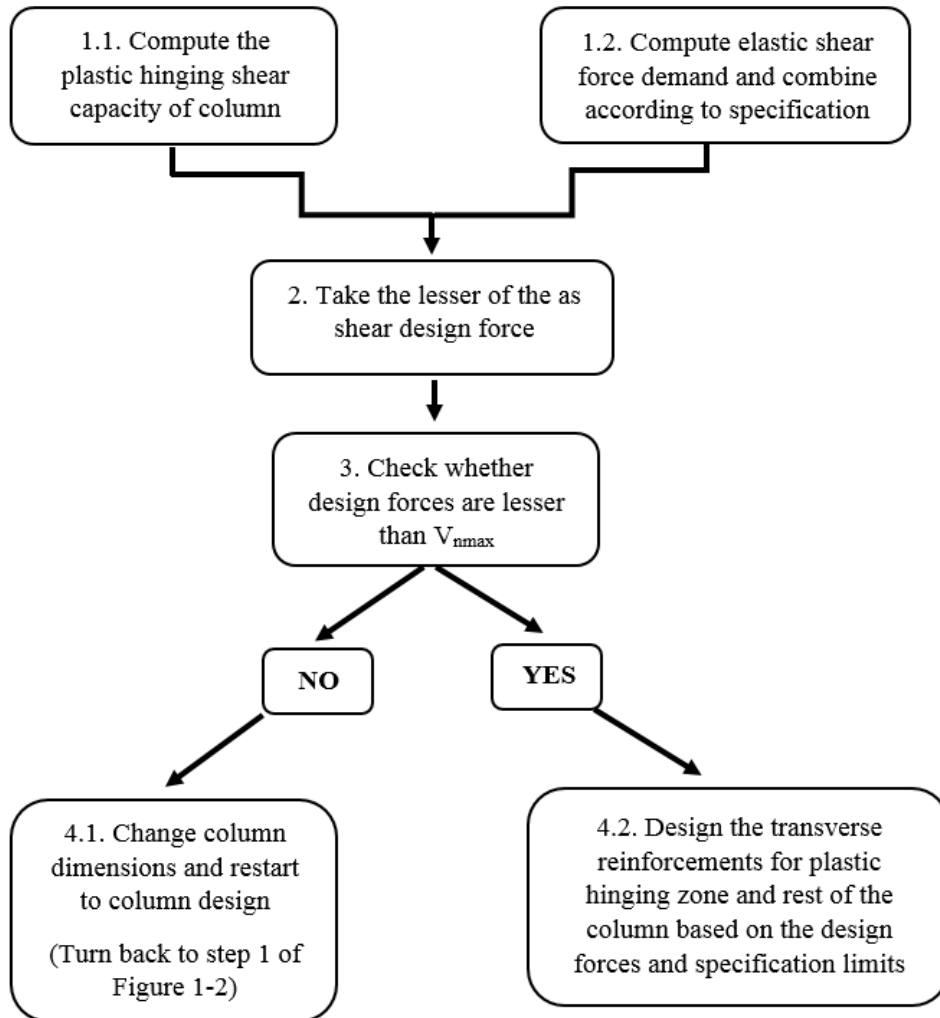 1.1. Compute the
plastic hinging shear
capacity of column
1.2. Compute elastic shear
force demand and combine
according to specification
2. Take the lesser of the as
shear design force
3. Check whether
design forces are lesser
than Vnmax
NO
YES
4.1. Change column
dimensions and restart
to column design
(Turn back to step 1 of
Figure 1-2)
4.2. Design the transverse
reinforcements for plastic
hinging zone and rest of the
column based on the design
forces and specification limits